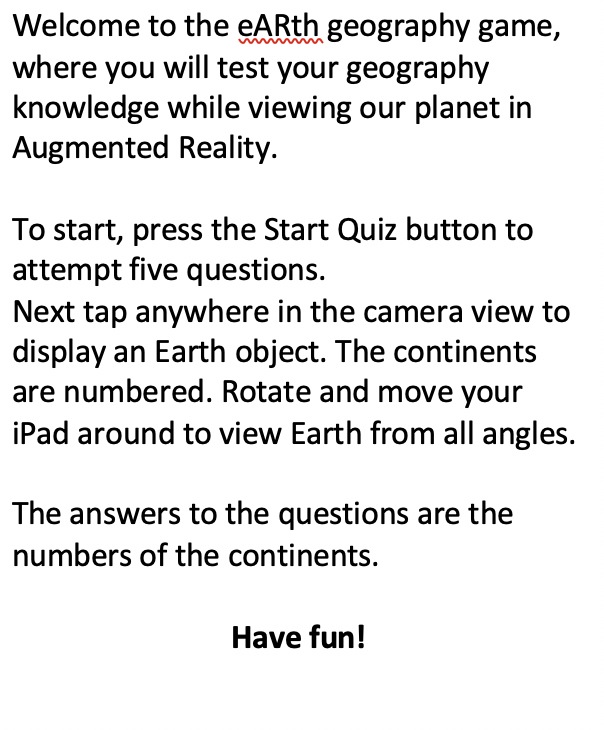 Welcome to the eARth geography game,
where you will test your geography
knowledge while viewing our planet in
Augmented Reality.
To start, press the Start Quiz button to
attempt five questions.
Next tap anywhere in the camera view to
display an Earth object. The continents
are numbered. Rotate and move your
iPad around to view Earth from all angles.
The answers to the questions are the
numbers of the continents.
Have fun!